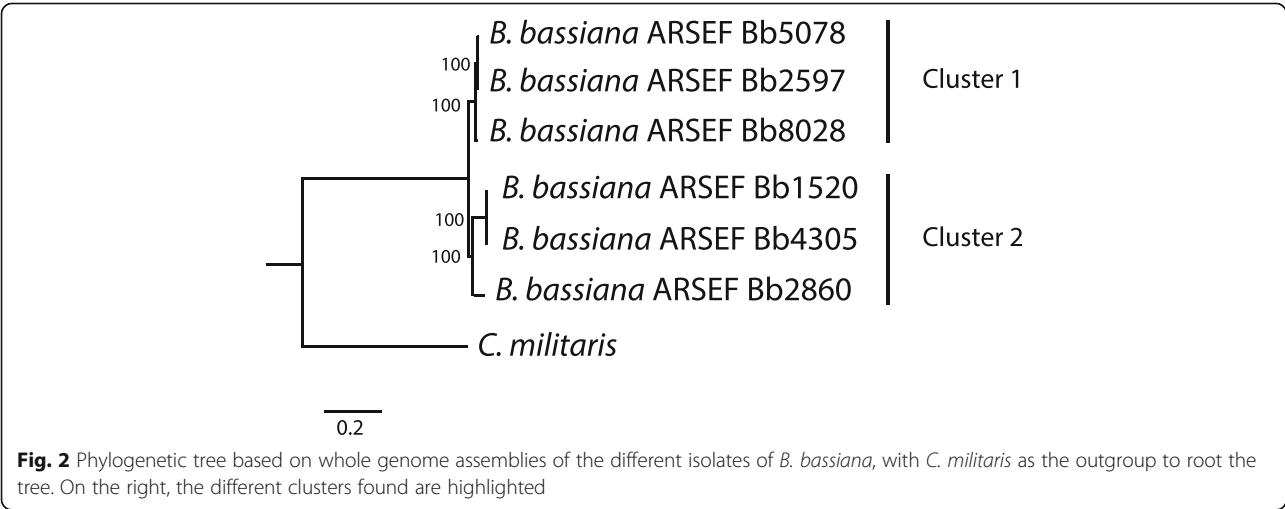 B. bassiana ARSEF Bb5078
100
B. bassiana ARSEF Bb2597
Cluster 1
100
B. bassiana ARSEF Bb8028
B. bassiana ARSEF Bb1520
100
B. bassiana ARSEF Bb4305
Cluster 2
100
B. bassiana ARSEF Bb2860
C. militaris
0.2
Fig. 2 Phylogenetic tree based on whole genome assemblies of the different isolates of B. bassiana, with C. militaris as the outgroup to root the
tree. On the right, the different clusters found are highlighted